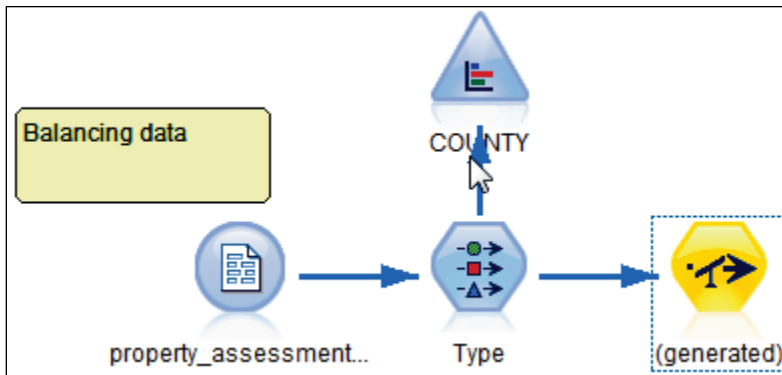 Balancing data
COUNTY
property_assessment...
Type
(generated)